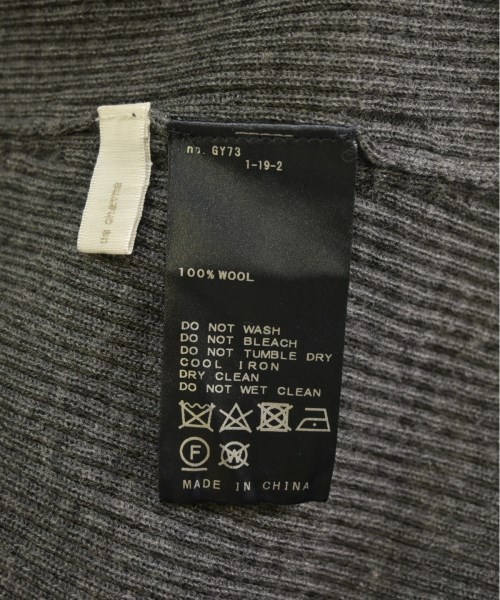 no. GY73
1-19-2
100% WOOL
DO NOT WASH
DO NOT BLEACH
DO NOT TUMBLE DRY
COOL IRON
DRY CLEAN
DO NOT WET CLEAN
F W
MADE IN CHINA
the